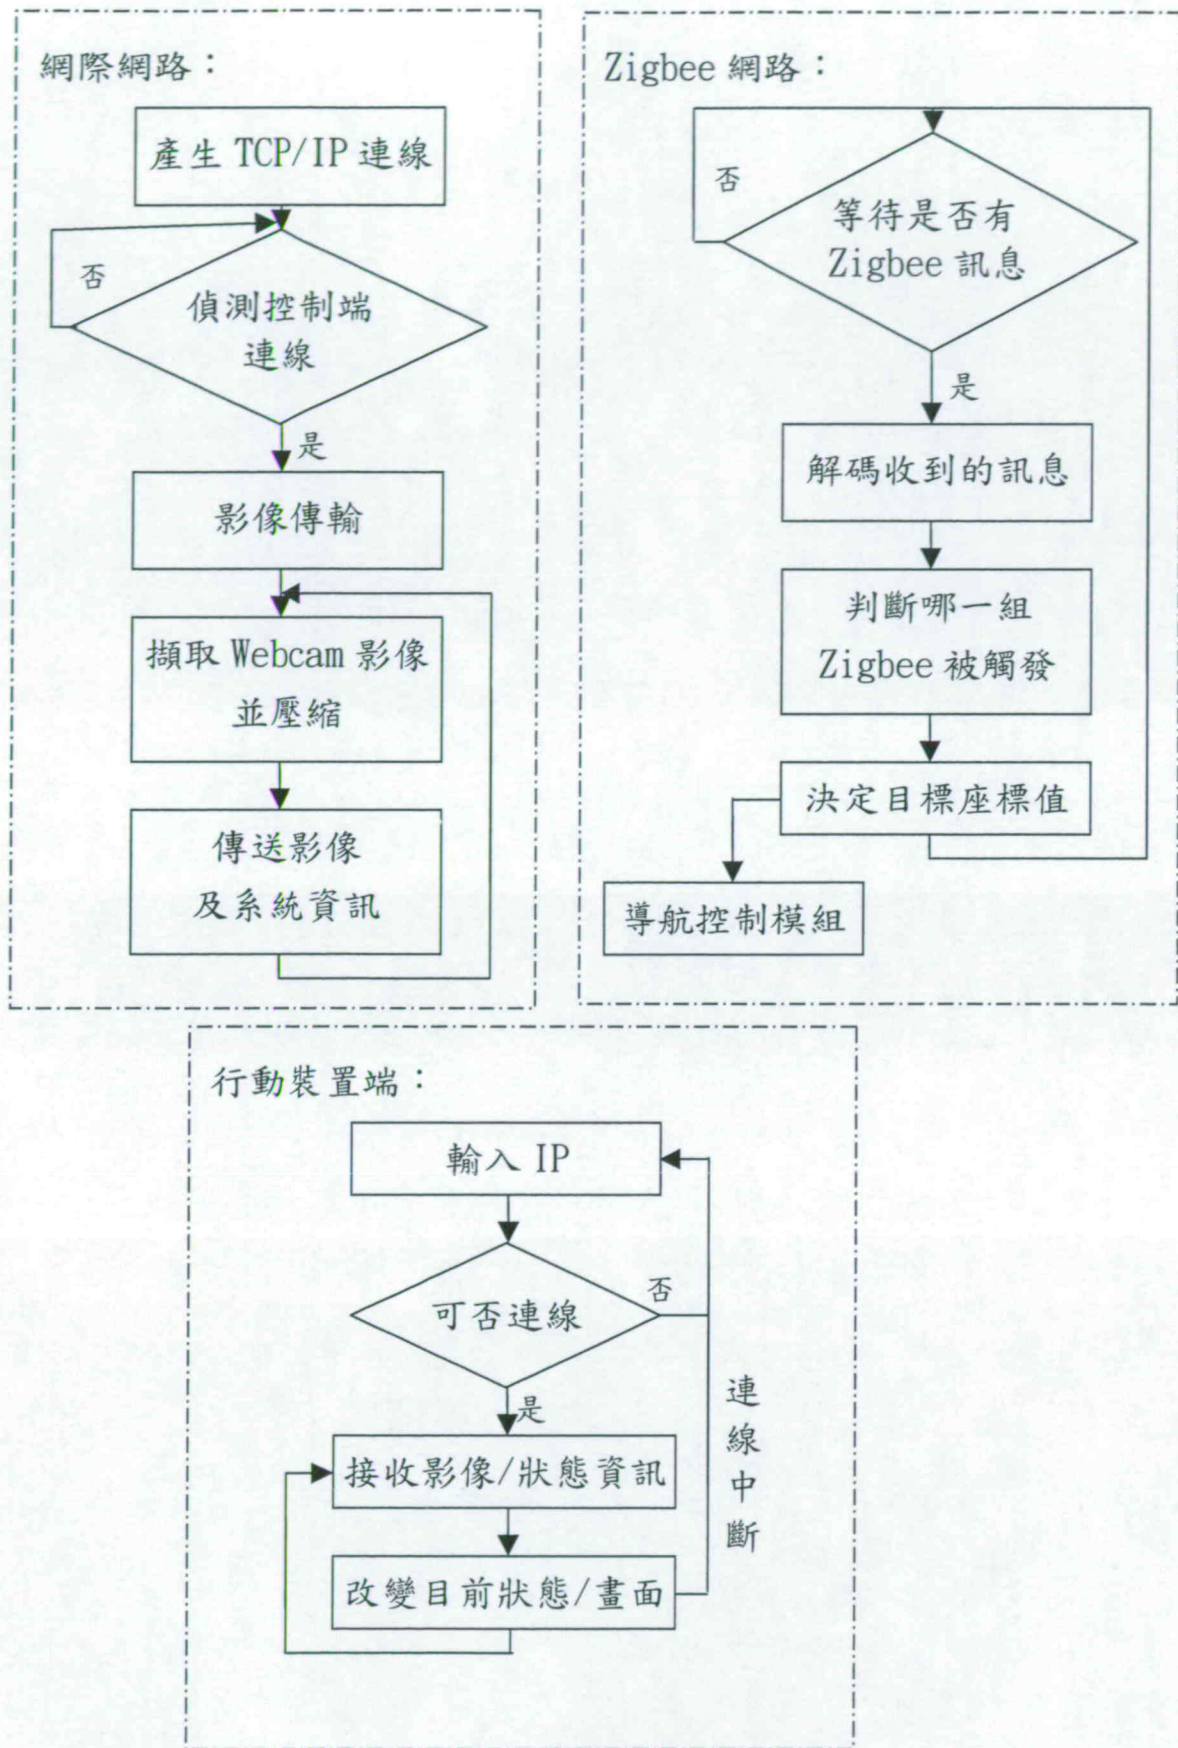 網際網路：
產生 TCP/IP 連線
否
偵測控制端
連線
是
影像傳輸
擷取 Webcam 影像
並壓縮
傳送影像
及系統資訊
Zigbee 網路：
否
等待是否有
Zigbee 訊息
是
解碼收到的訊息
判斷哪一組
Zigbee 被觸發
決定目標座標值
導航控制模組
行動裝置端：
輸入 IP
可否連線
否
是
連線中斷
接收影像/狀態資訊
改變目前狀態/畫面